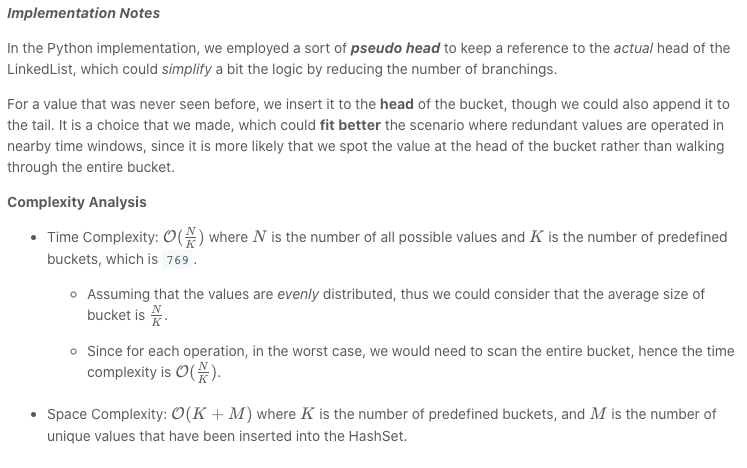 Implementation Notes
In the Python implementation, we employed a sort of pseudo head to keep a reference to the actual head of the
LinkedList, which could simplify a bit the logic by reducing the number of branchings.
For a value that was never seen before, we insert it to the head of the bucket, though we could also append it to
the tail. It is a choice that we made, which could fit better the scenario where redundant values are operated in
nearby time windows, since it is more likely that we spot the value at the head of the bucket rather than walking
through the entire bucket.
Complexity Analysis
• Time Complexity: O(N/K) where N is the number of all possible values and K is the number of predefined
buckets, which is 769.
◦ Assuming that the values are evenly distributed, thus we could consider that the average size of
bucket is N/K.
◦ Since for each operation, in the worst case, we would need to scan the entire bucket, hence the time
complexity is O(N/K).
• Space Complexity: O(K + M) where K is the number of predefined buckets, and M is the number of
unique values that have been inserted into the HashSet.